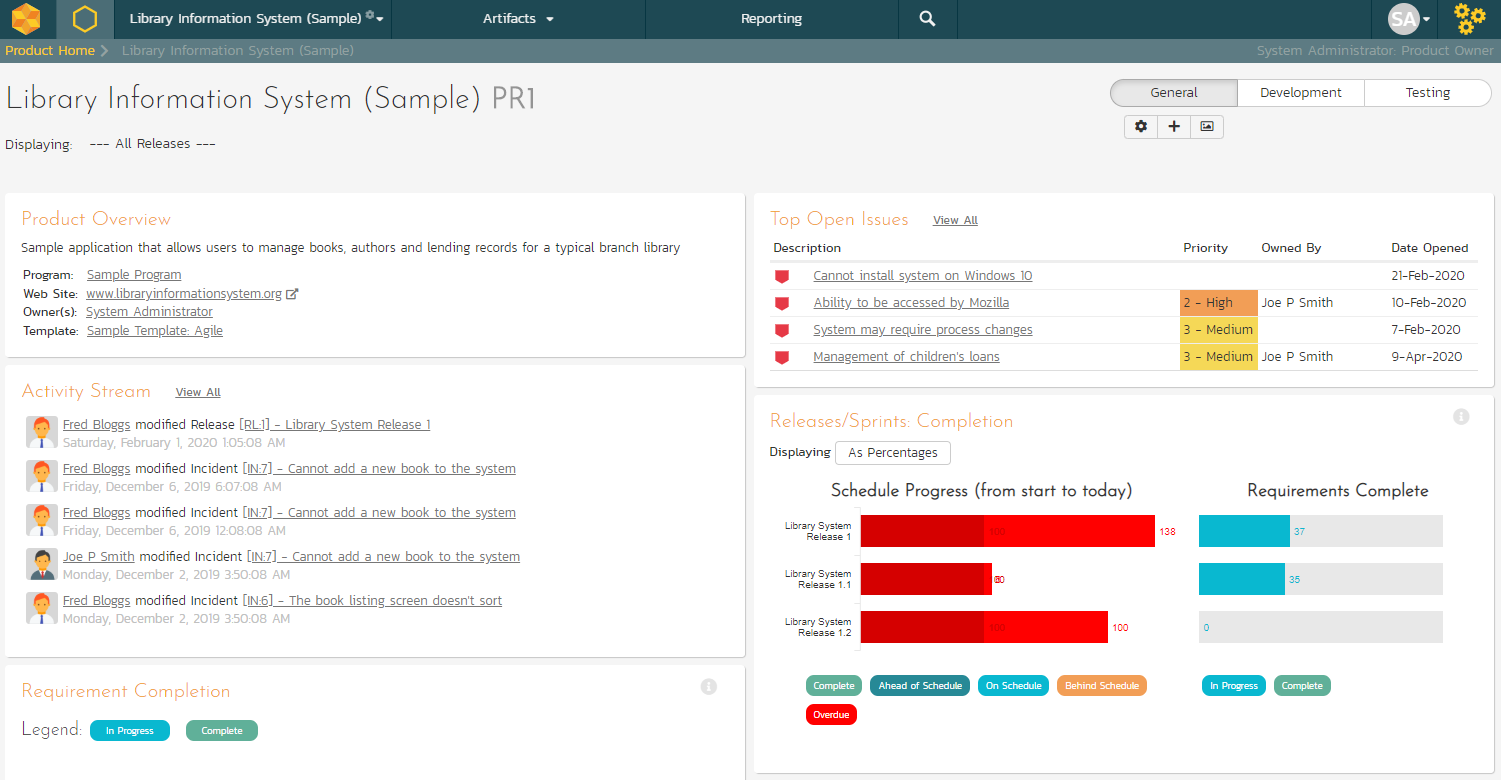 Library Information System (Sample)
Artifacts
Reporting
SA
Product Home
Library Information System (Sample)
System Administrator: Product Owner
Library Information System (Sample) PR1
General
Development
Testing
Displaying: --- All Releases ---
Product Overview
Sample application that allows users to manage books, authors and lending records for a typical branch library
Program: Sample Program
Web Site: www.libraryinformationsystem.org
Owner(s): System Administrator
Template: Sample Template: Agile
Activity Stream View All
Fred Bloggs modified Release [RL:1] - Library System Release 1
Saturday, February 1, 2020 1:05:08 AM
Fred Bloggs modified Incident [IN:7] - Cannot add a new book to the system
Friday, December 6, 2019 6:07:08 AM
Fred Bloggs modified Incident [IN:7] - Cannot add a new book to the system
Friday, December 6, 2019 12:08:08 AM
Joe P Smith modified Incident [IN:7] - Cannot add a new book to the system
Monday, December 2, 2019 3:50:08 AM
Fred Bloggs modified Incident [IN:6] - The book listing screen doesn't sort
Monday, December 2, 2019 3:50:08 AM
Requirement Completion
Legend: In Progress Complete
Top Open Issues View All
Description Priority Owned By Date Opened
Cannot install system on Windows 10 21-Feb-2020
Ability to be accessed by Mozilla 2 - High Joe P Smith 10-Feb-2020
System may require process changes 3 - Medium 7-Feb-2020
Management of children's loans 3 - Medium Joe P Smith 9-Apr-2020
Releases/Sprints: Completion
Displaying As Percentages
Schedule Progress (from start to today)
Library System
Release 1
100
138
Library System
Release 1.1
Library System
Release 1.2
100
100
Complete Ahead of Schedule On Schedule Behind Schedule
Overdue
Requirements Complete
37
35
0
In Progress Complete